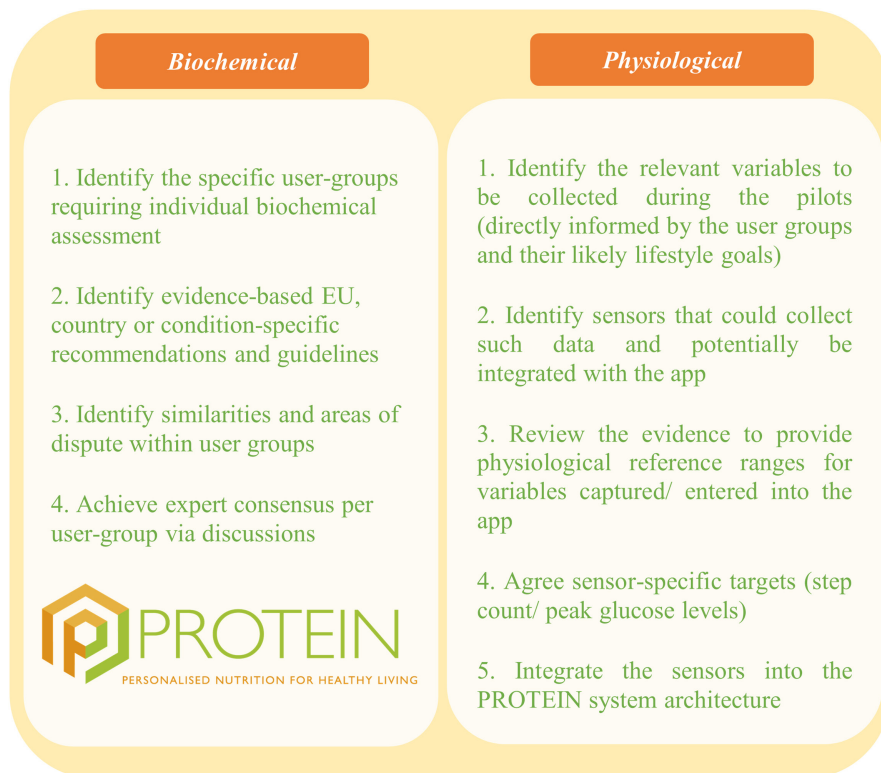 Biochemical
1. Identify the specific user-groups
requiring individual biochemical
assessment
2. Identify evidence-based EU,
country or condition-specific
recommendations and guidelines
3. Identify similarities and areas of
dispute within user groups
4. Achieve expert consensus per
user-group via discussions
PROTEIN
PERSONALISED NUTRITION FOR HEALTHY LIVING
Physiological
1. Identify the relevant variables to
be collected during the pilots
(directly informed by the user groups
and their likely lifestyle goals)
2. Identify sensors that could collect
such data and potentially be
integrated with the app
3. Review the evidence to provide
physiological reference ranges for
variables captured/ entered into the
app
4. Agree sensor-specific targets (step
count/ peak glucose levels)
5. Integrate the sensors into the
PROTEIN system architecture